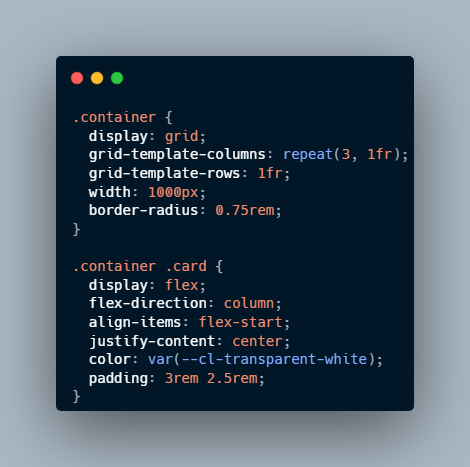 .container {
  display: grid;
  grid-template-columns: repeat(3, 1fr);
  grid-template-rows: 1fr;
  width: 1000px;
  border-radius: 0.75rem;
}

.container .card {
  display: flex;
  flex-direction: column;
  align-items: flex-start;
  justify-content: center;
  color: var(--cl-transparent-white);
  padding: 3rem 2.5rem;
}